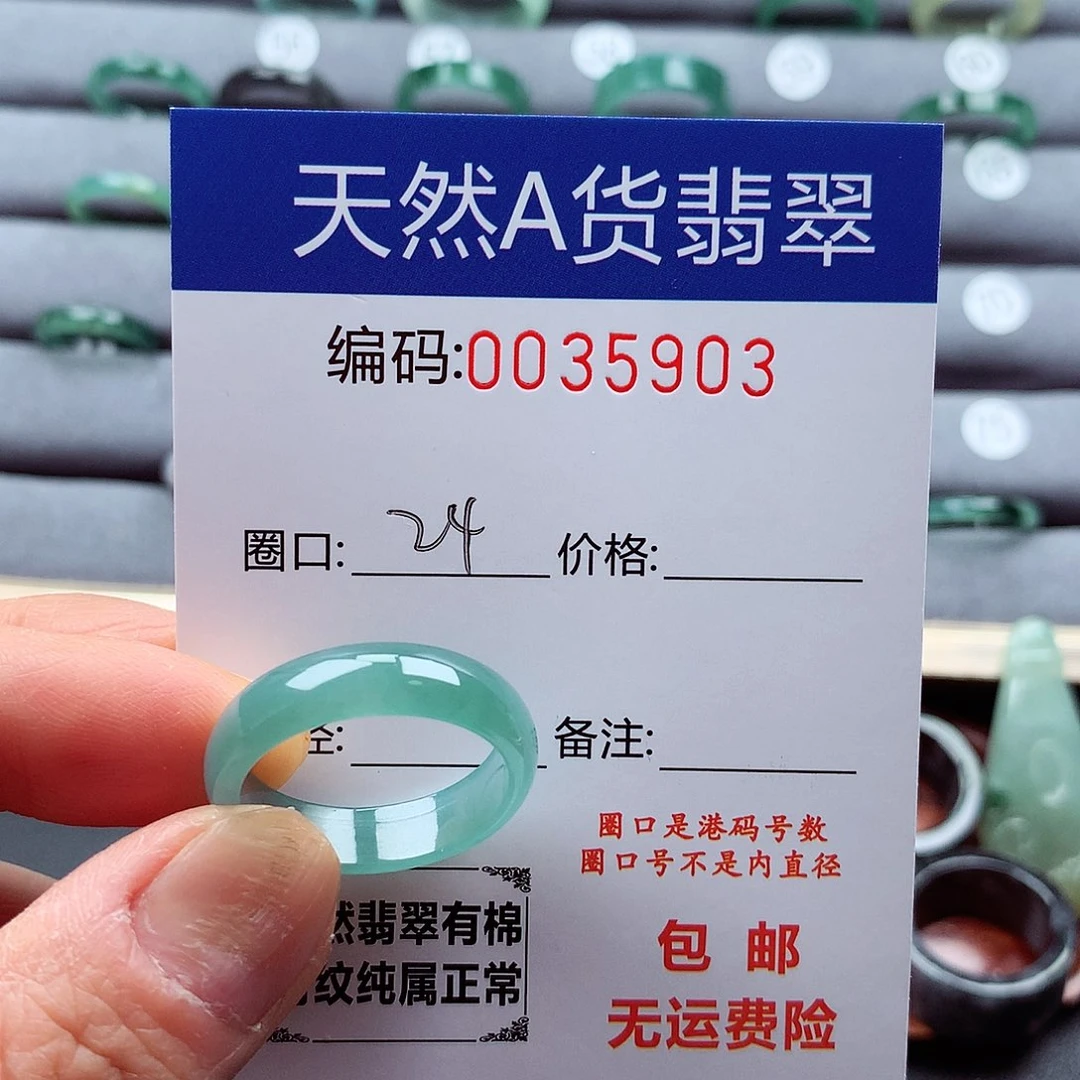 天然A货翡翠
编码:0035903
圈口: 24 价格:
径: 备注:
圈口是港码号数
圈口号不是内直径
然翡翠有棉
纹纯属正常
包 邮
无运费险